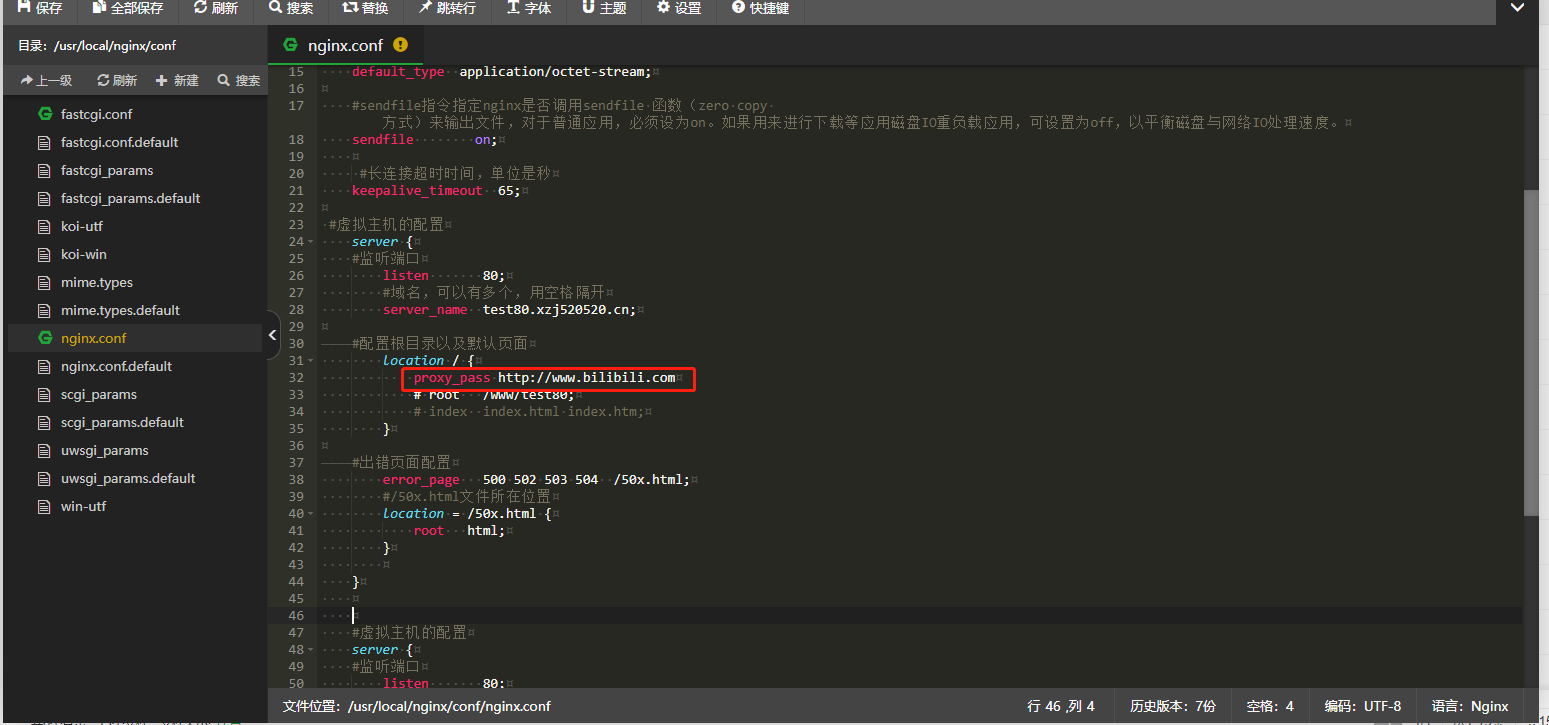 保存 全部保存 刷新 搜索 替换 跳转行 字体 主题 设置 快捷键
目录：/usr/local/nginx/conf
上一级 刷新 新建 搜索
fastcgi.conf
fastcgi.conf.default
fastcgi_params
fastcgi_params.default
koi-utf
koi-win
mime.types
mime.types.default
nginx.conf
nginx.conf.default
scgi_params
scgi_params.default
uwsgi_params
uwsgi_params.default
win-utf
nginx.conf
15 default_type application/octet-stream;
16
17 #sendfile指令指定nginx是否调用sendfile 函数（zero copy
方式）来输出文件，对于普通应用，必须设为on。如果用来进行下载等应用磁盘IO重负载应用，可设置为off，以平衡磁盘与网络IO处理速度。
18 sendfile on;
19
20 #长连接超时时间，单位是秒
21 keepalive_timeout 65;
22
23 #虚拟主机的配置
24 server {
25 #监听端口
26 listen 80;
27 #域名，可以有多个，用空格隔开
28 server_name test80.xzj520520.cn;
29
30 #配置根目录以及默认页面
31 location / {
32 proxy_pass http://www.bilibili.com
33 # root /www/test80;
34 # index index.html index.htm;
35 }
36
37 #出错页面配置
38 error_page 500 502 503 504 /50x.html;
39 #/50x.html文件所在位置
40 location = /50x.html {
41 root html;
42 }
43
44 }
45
46
47 #虚拟主机的配置
48 server {
49 #监听端口
50 listen 80;
文件位置：/usr/local/nginx/conf/nginx.conf 行 46 ,列 4 历史版本：7份 空格：4 编码：UTF-8 语言：Nginx